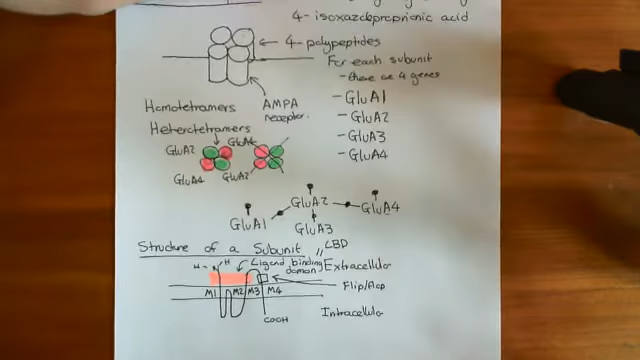 4-isoxazolepropionic acid
4-polypeptides
For each subunit
- there are 4 genes
- GluA1
- GluA2
- GluA3
- GluA4
Homotetramers
AMPA
receptor.
Heterotetramers
GluA2
GluA4
GluA4
GluA2
GluA2
GluA4
GluA1
GluA3
Structure of a Subunit
LBD
H
Ligand binding
domain
Extracellular
Flip/flop
M1 M2 M3 M4
Intracellular
COOH